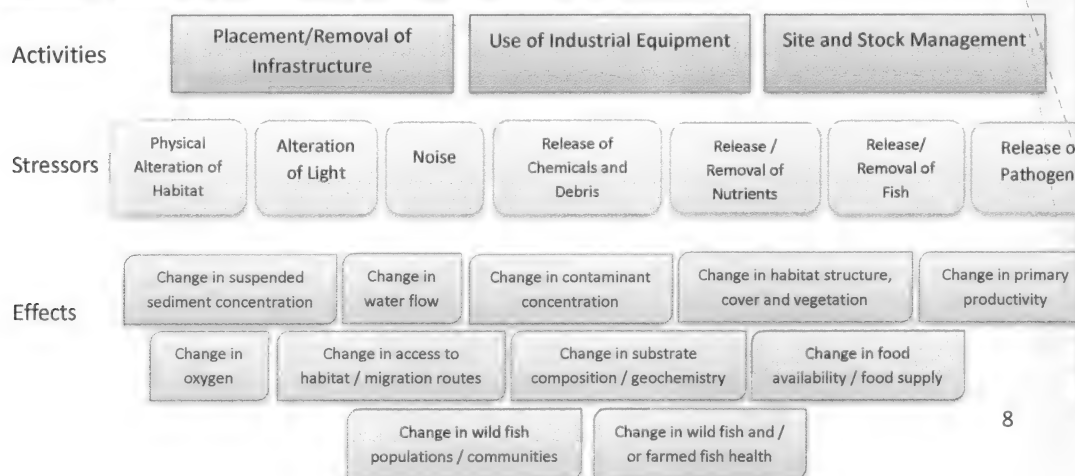 Activities
Placement/Removal of
Infrastructure
Use of Industrial Equipment
Site and Stock Management
Stressors
Physical
Alteration of
Habitat
Alteration
of Light
Noise
Release of
Chemicals and
Debris
Release /
Removal of
Nutrients
Release/
Removal of
Fish
Release o
Pathogen
Effects
Change in suspended
sediment concentration
Change in
water flow
Change in contaminant
concentration
Change in habitat structure,
cover and vegetation
Change in primary
productivity
Change in
oxygen
Change in access to
habitat / migration routes
Change in substrate
composition / geochemistry
Change in food
availability / food supply
Change in wild fish
populations / communities
Change in wild fish and /
or farmed fish health
8